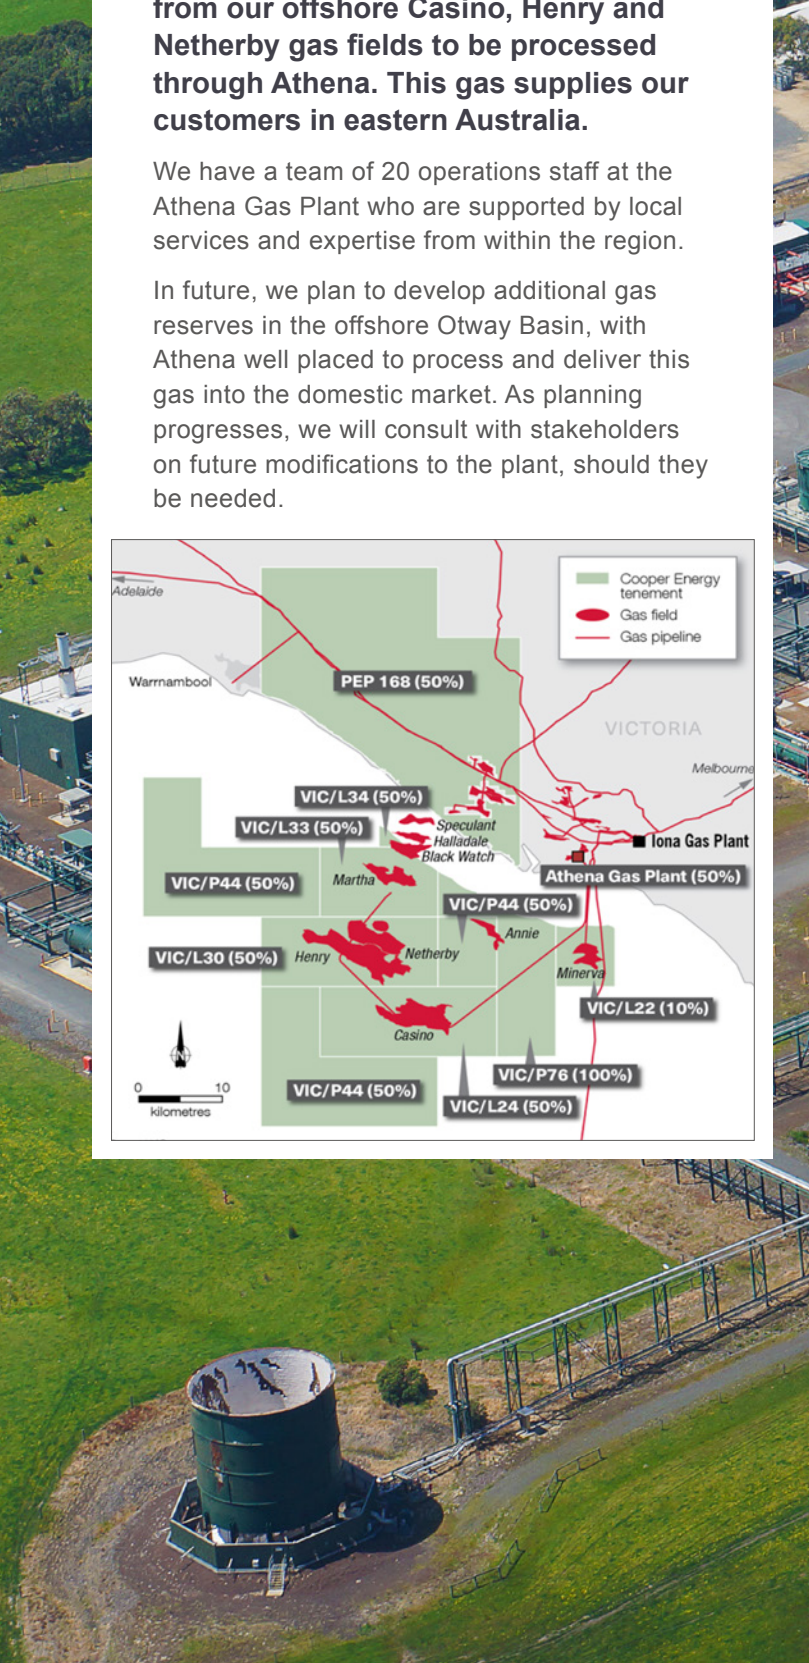 from our offshore Casino, Henry and
Netherby gas fields to be processed
through Athena. This gas supplies our
customers in eastern Australia.
We have a team of 20 operations staff at the
Athena Gas Plant who are supported by local
services and expertise from within the region.
In future, we plan to develop additional gas
reserves in the offshore Otway Basin, with
Athena well placed to process and deliver this
gas into the domestic market. As planning
progresses, we will consult with stakeholders
on future modifications to the plant, should they
be needed.
Cooper Energy
tenement
Gas field
Gas pipeline
Adelaide
Warrnambool
PEP 168 (50%)
VICTORIA
Melbourne
VIC/L34 (50%)
Speculant
VIC/L33 (50%)
Halladale
Iona Gas Plant
Black Watch
Martha
Athena Gas Plant (50%)
VIC/P44 (50%)
VIC/P44 (50%)
Annie
VIC/L30 (50%)
Henry
Netherby
Minerva
VIC/L22 (10%)
Casino
N
VIC/P76 (100%)
0 10
kilometres
VIC/P44 (50%)
VIC/L24 (50%)